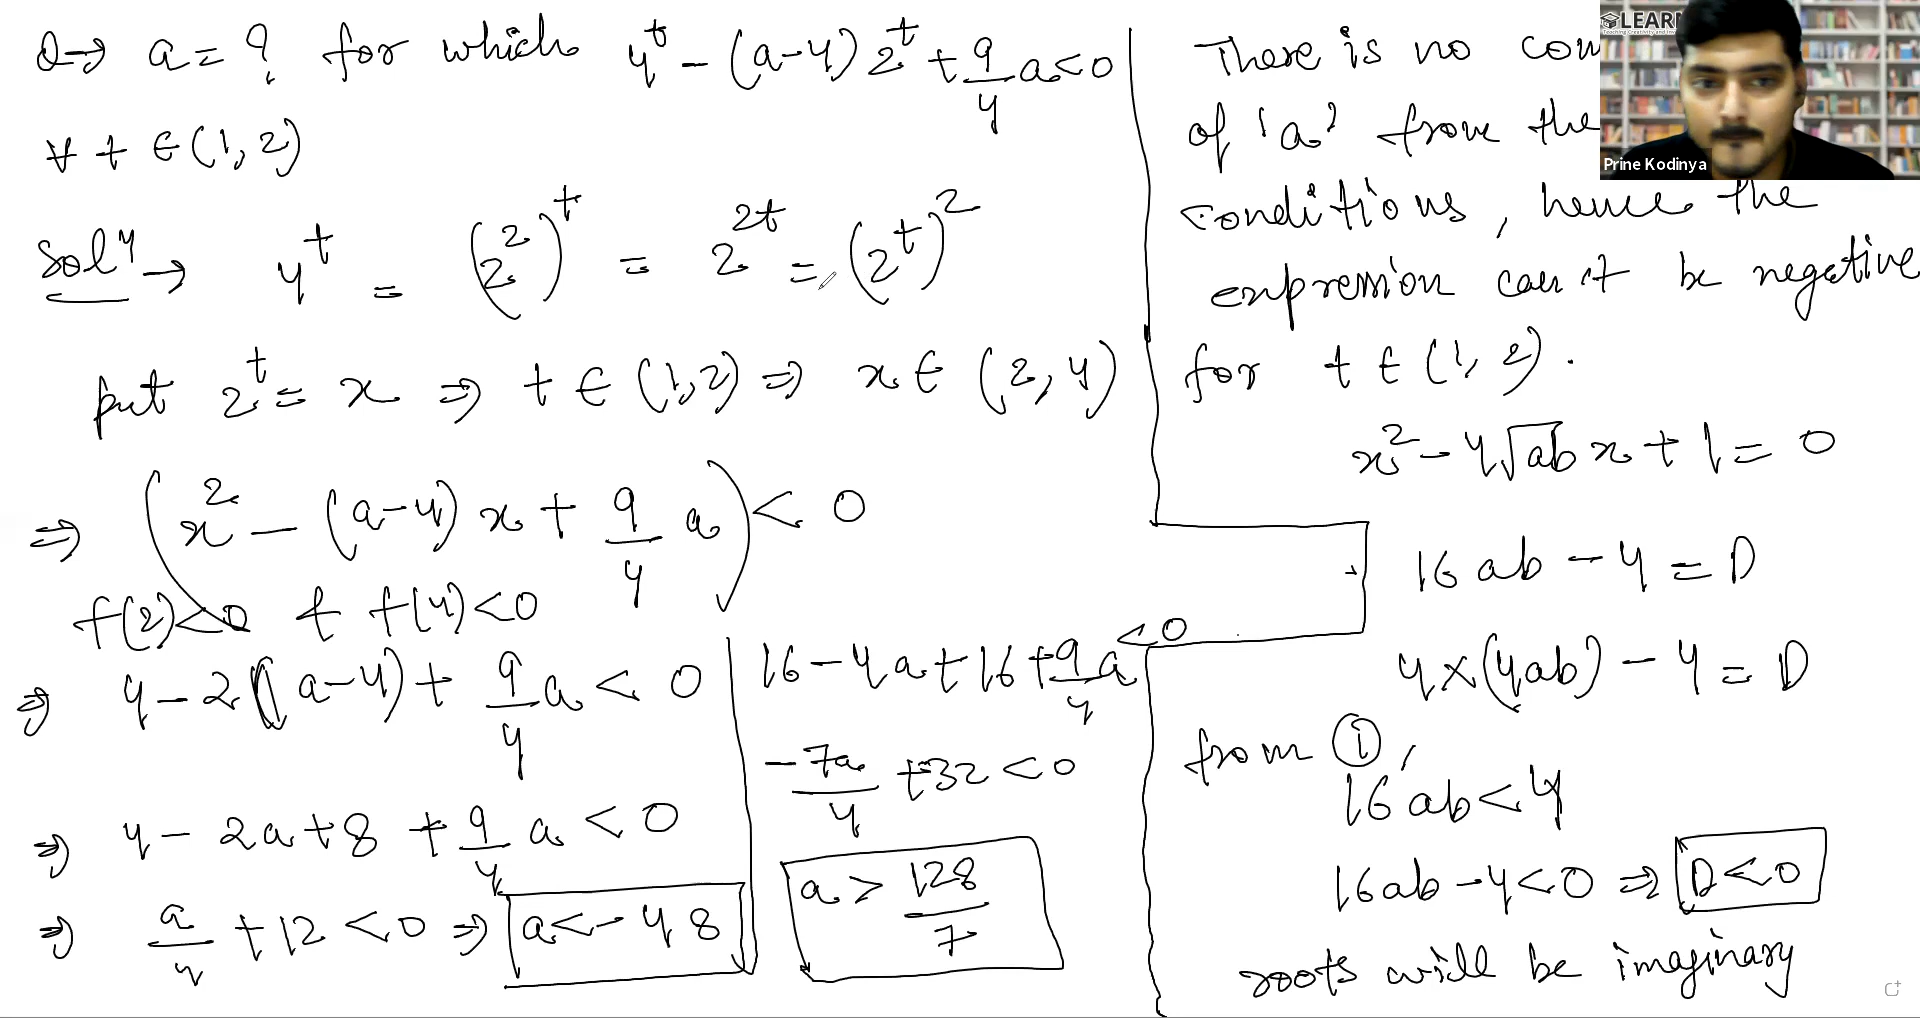 Q→ a = ? for which 4^t - (a-4) 2^t + 9/4 a < 0
∀ t ∈ (1, 2)
Solⁿ → 4^t = (2^2)^t = 2^{2t} = (2^t)^2
put 2^t = x ⇒ t ∈ (1, 2) ⇒ x ∈ (2, 4)
⇒ (x^2 - (a-4) x + 9/4 a) < 0
f(2) < 0 & f(4) < 0
⇒ 4 - 2(a-4) + 9/4 a < 0
⇒ 4 - 2a + 8 + 9/4 a < 0
⇒ a/4 + 12 < 0 ⇒ a < - 48
16 - 4a + 16 + 9/4 a < 0
-7a/4 + 32 < 0
a > 128/7
There is no
of 'a' from the
conditions, hence the
expression can't be negative
for t ∈ (1, 2).
x^2 - 4√ab x + 1 = 0
16 ab - 4 = D
4 × (4ab) - 4 = D
from ①,
16 ab < 4
16ab - 4 < 0 ⇒ D < 0
roots will be imaginary
LEAR
Prine Kodinya